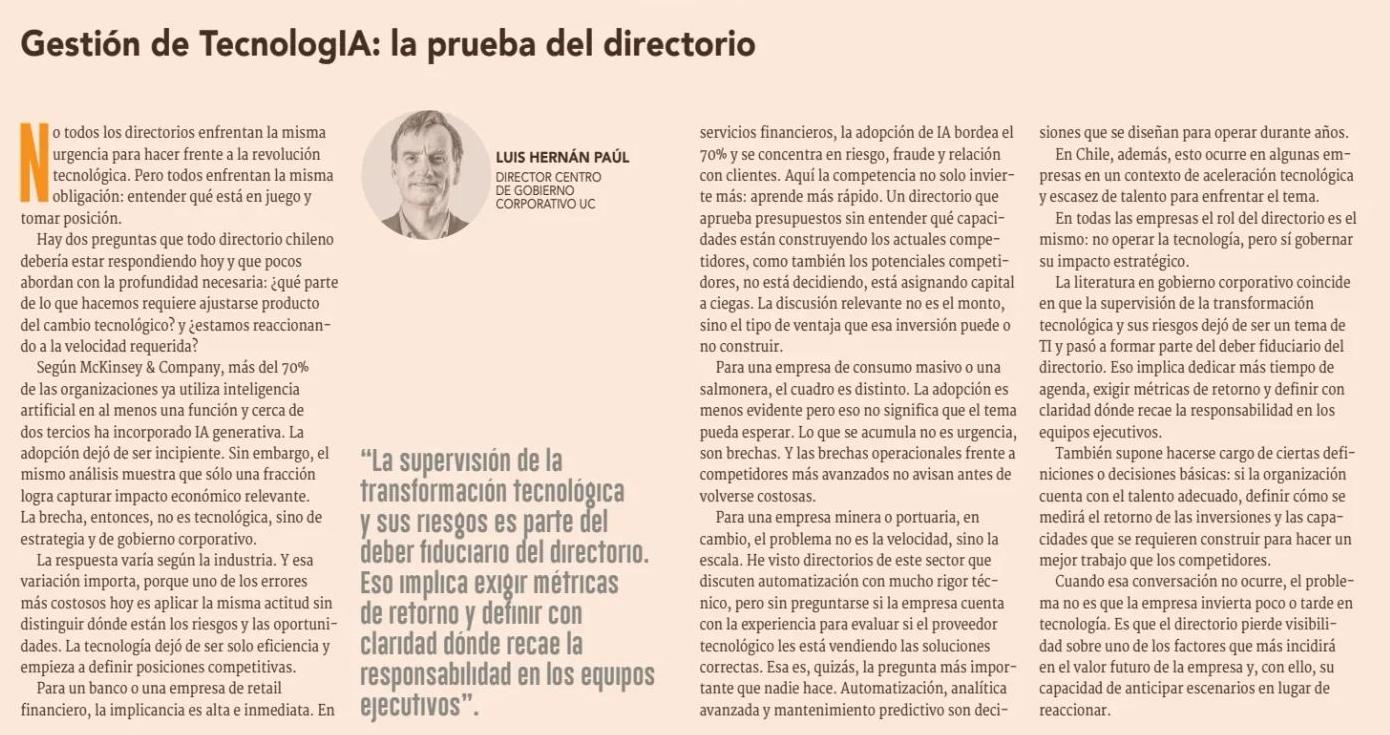 Gestión de TecnologIA: la prueba del directorio
No todos los directorios enfrentan la misma
urgencia para hacer frente a la revolución
tecnológica. Pero todos enfrentan la misma
obligación: entender qué está en juego y
tomar posición.
Hay dos preguntas que todo directorio chileno
debería estar respondiendo hoy y que pocos
abordan con la profundidad necesaria: ¿qué parte
de lo que hacemos requiere ajustarse producto
del cambio tecnológico? y ¿estamos reaccionan-
do a la velocidad requerida?
Según McKinsey & Company, más del 70%
de las organizaciones ya utiliza inteligencia
artificial en al menos una función y cerca de
dos tercios ha incorporado IA generativa. La
adopción dejó de ser incipiente. Sin embargo, el
mismo análisis muestra que sólo una fracción
logra capturar impacto económico relevante.
La brecha, entonces, no es tecnológica, sino de
estrategia y de gobierno corporativo.
La respuesta varía según la industria. Y esa
variación importa, porque uno de los errores
más costosos hoy es aplicar la misma actitud sin
distinguir dónde están los riesgos y las oportuni-
dades. La tecnología dejó de ser solo eficiencia y
empieza a definir posiciones competitivas.
Para un banco o una empresa de retail
financiero, la implicancia es alta e inmediata. En
LUIS HERNÁN PAÚL
DIRECTOR CENTRO
DE GOBIERNO
CORPORATIVO UC
“La supervisión de la
transformación tecnológica
y sus riesgos es parte del
deber fiduciario del directorio.
Eso implica exigir métricas
de retorno y definir con
claridad dónde recae la
responsabilidad en los equipos
ejecutivos”.
servicios financieros, la adopción de IA bordea el
70% y se concentra en riesgo, fraude y relación
con clientes. Aquí la competencia no solo invier-
te más: aprende más rápido. Un directorio que
aprueba presupuestos sin entender qué capaci-
dades están construyendo los actuales compe-
tidores, como también los potenciales competi-
dores, no está decidiendo, está asignando capital
a ciegas. La discusión relevante no es el monto,
sino el tipo de ventaja que esa inversión puede o
no construir.
Para una empresa de consumo masivo o una
salmonera, el cuadro es distinto. La adopción es
menos evidente pero eso no significa que el tema
pueda esperar. Lo que se acumula no es urgencia,
son brechas. Y las brechas operacionales frente a
competidores más avanzados no avisan antes de
volverse costosas.
Para una empresa minera o portuaria, en
cambio, el problema no es la velocidad, sino la
escala. He visto directorios de este sector que
discuten automatización con mucho rigor téc-
nico, pero sin preguntarse si la empresa cuenta
con la experiencia para evaluar si el proveedor
tecnológico les está vendiendo las soluciones
correctas. Esa es, quizás, la pregunta más impor-
tante que nadie hace. Automatización, analítica
avanzada y mantenimiento predictivo son deci-
siones que se diseñan para operar durante años.
En Chile, además, esto ocurre en algunas em-
presas en un contexto de aceleración tecnológica
y escasez de talento para enfrentar el tema.
En todas las empresas el rol del directorio es el
mismo: no operar la tecnología, pero sí gobernar
su impacto estratégico.
La literatura en gobierno corporativo coincide
en que la supervisión de la transformación
tecnológica y sus riesgos dejó de ser un tema de
TI y pasó a formar parte del deber fiduciario del
directorio. Eso implica dedicar más tiempo de
agenda, exigir métricas de retorno y definir con
claridad dónde recae la responsabilidad en los
equipos ejecutivos.
También supone hacerse cargo de ciertas defi-
niciones o decisiones básicas: si la organización
cuenta con el talento adecuado, definir cómo se
medirá el retorno de las inversiones y las capa-
cidades que se requieren construir para hacer un
mejor trabajo que los competidores.
Cuando esa conversación no ocurre, el proble-
ma no es que la empresa invierta poco o tarde en
tecnología. Es que el directorio pierde visibili-
dad sobre uno de los factores que más incidirá
en el valor futuro de la empresa y, con ello, su
capacidad de anticipar escenarios en lugar de
reaccionar.